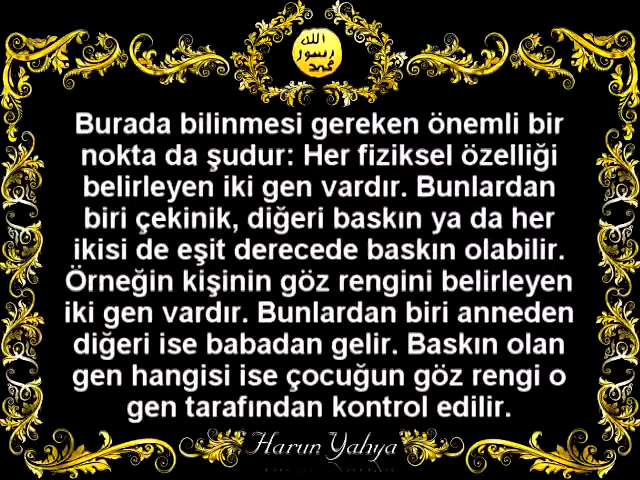 الله
رسول
محمد
Burada bilinmesi gereken önemli bir
nokta da şudur: Her fiziksel özelliği
belirleyen iki gen vardır. Bunlardan
biri çekinik, diğeri baskın ya da her
ikisi de eşit derecede baskın olabilir.
Örneğin kişinin göz rengini belirleyen
iki gen vardır. Bunlardan biri anneden
diğeri ise babadan gelir. Baskın olan
gen hangisi ise çocuğun göz rengi o
gen tarafından kontrol edilir.
Harun Yahya